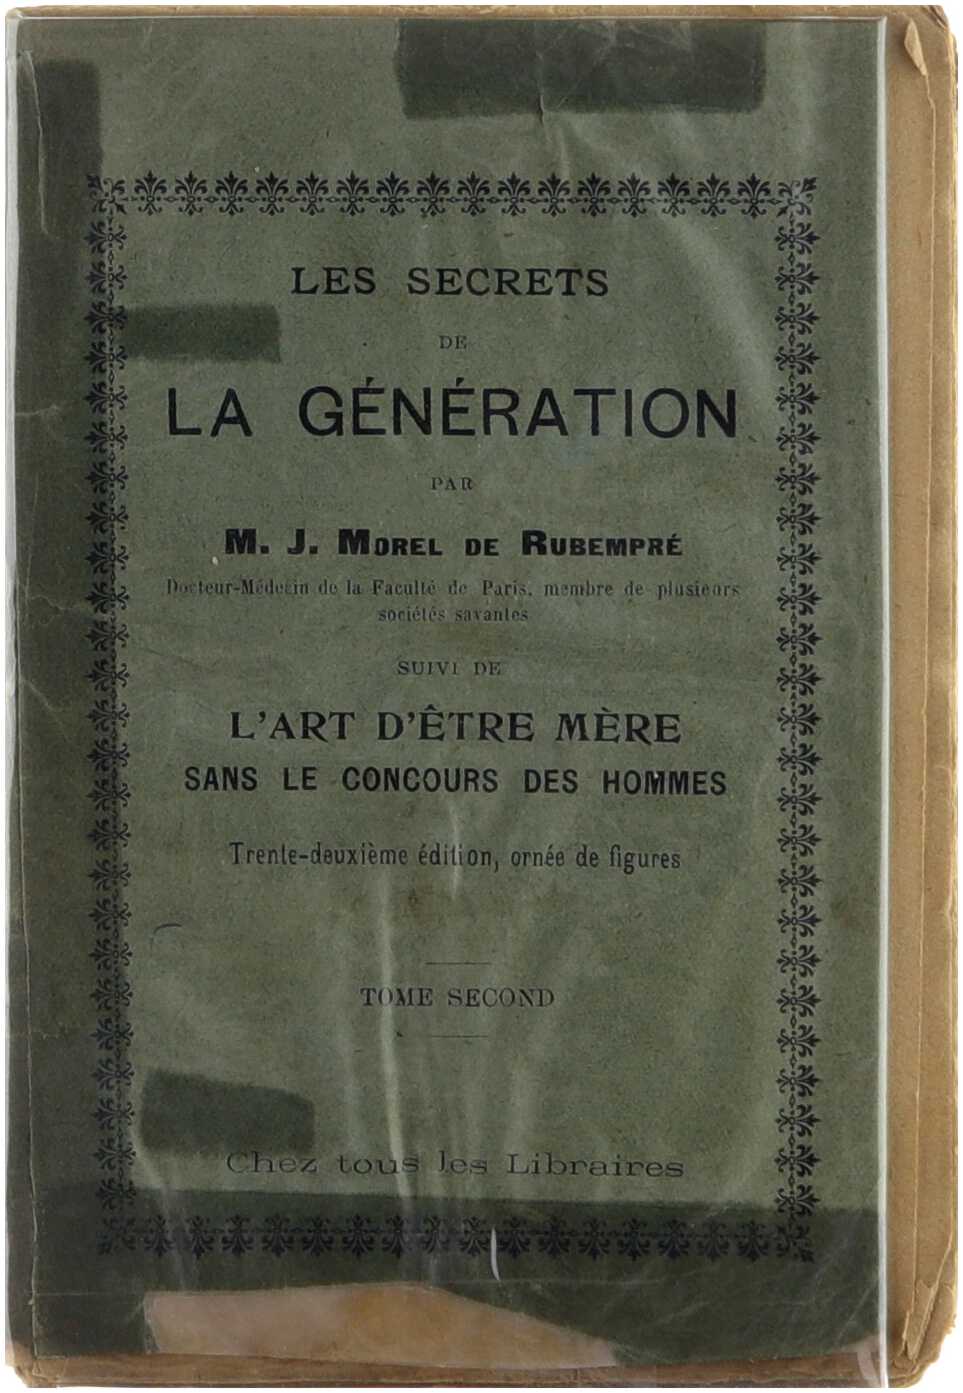 LES SECRETS
DE
LA GÉNÉRATION
PAR
M. J. MOREL DE RUBEMPRÉ
Docteur-Médecin de la Faculté de Paris, membre de plusieurs
sociétés savantes
SUIVI DE
L'ART D'ÊTRE MÈRE
SANS LE CONCOURS DES HOMMES
Trente-deuxième édition, ornée de figures
TOME SECOND
Chez tous les Libraires